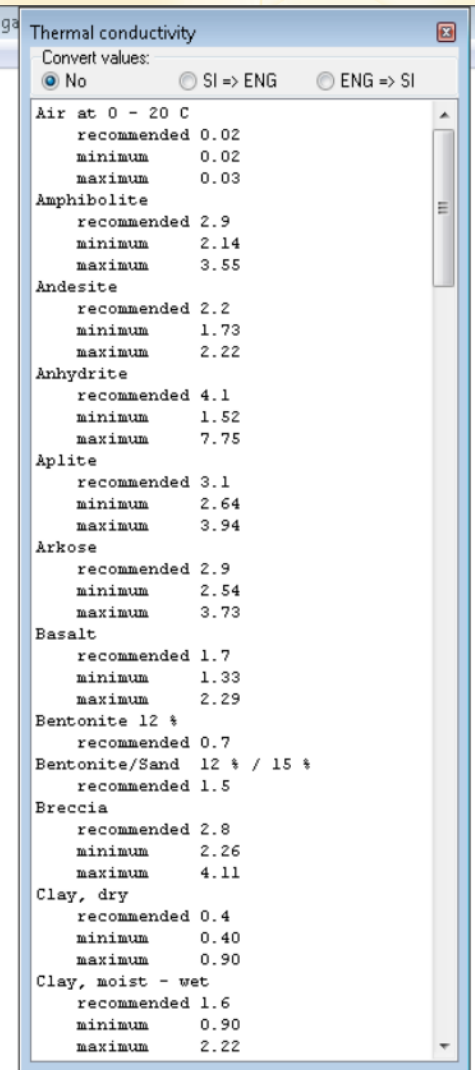 ga
Thermal conductivity
Convert values:
No SI => ENG ENG => SI
Air at 0 - 20 C
recommended 0.02
minimum 0.02
maximum 0.03
Amphibolite
recommended 2.9
minimum 2.14
maximum 3.55
Andesite
recommended 2.2
minimum 1.73
maximum 2.22
Anhydrite
recommended 4.1
minimum 1.52
maximum 7.75
Aplite
recommended 3.1
minimum 2.64
maximum 3.94
Arkose
recommended 2.9
minimum 2.54
maximum 3.73
Basalt
recommended 1.7
minimum 1.33
maximum 2.29
Bentonite 12 %
recommended 0.7
Bentonite/Sand 12 % / 15 %
recommended 1.5
Breccia
recommended 2.8
minimum 2.26
maximum 4.11
Clay, dry
recommended 0.4
minimum 0.40
maximum 0.90
Clay, moist - wet
recommended 1.6
minimum 0.90
maximum 2.22